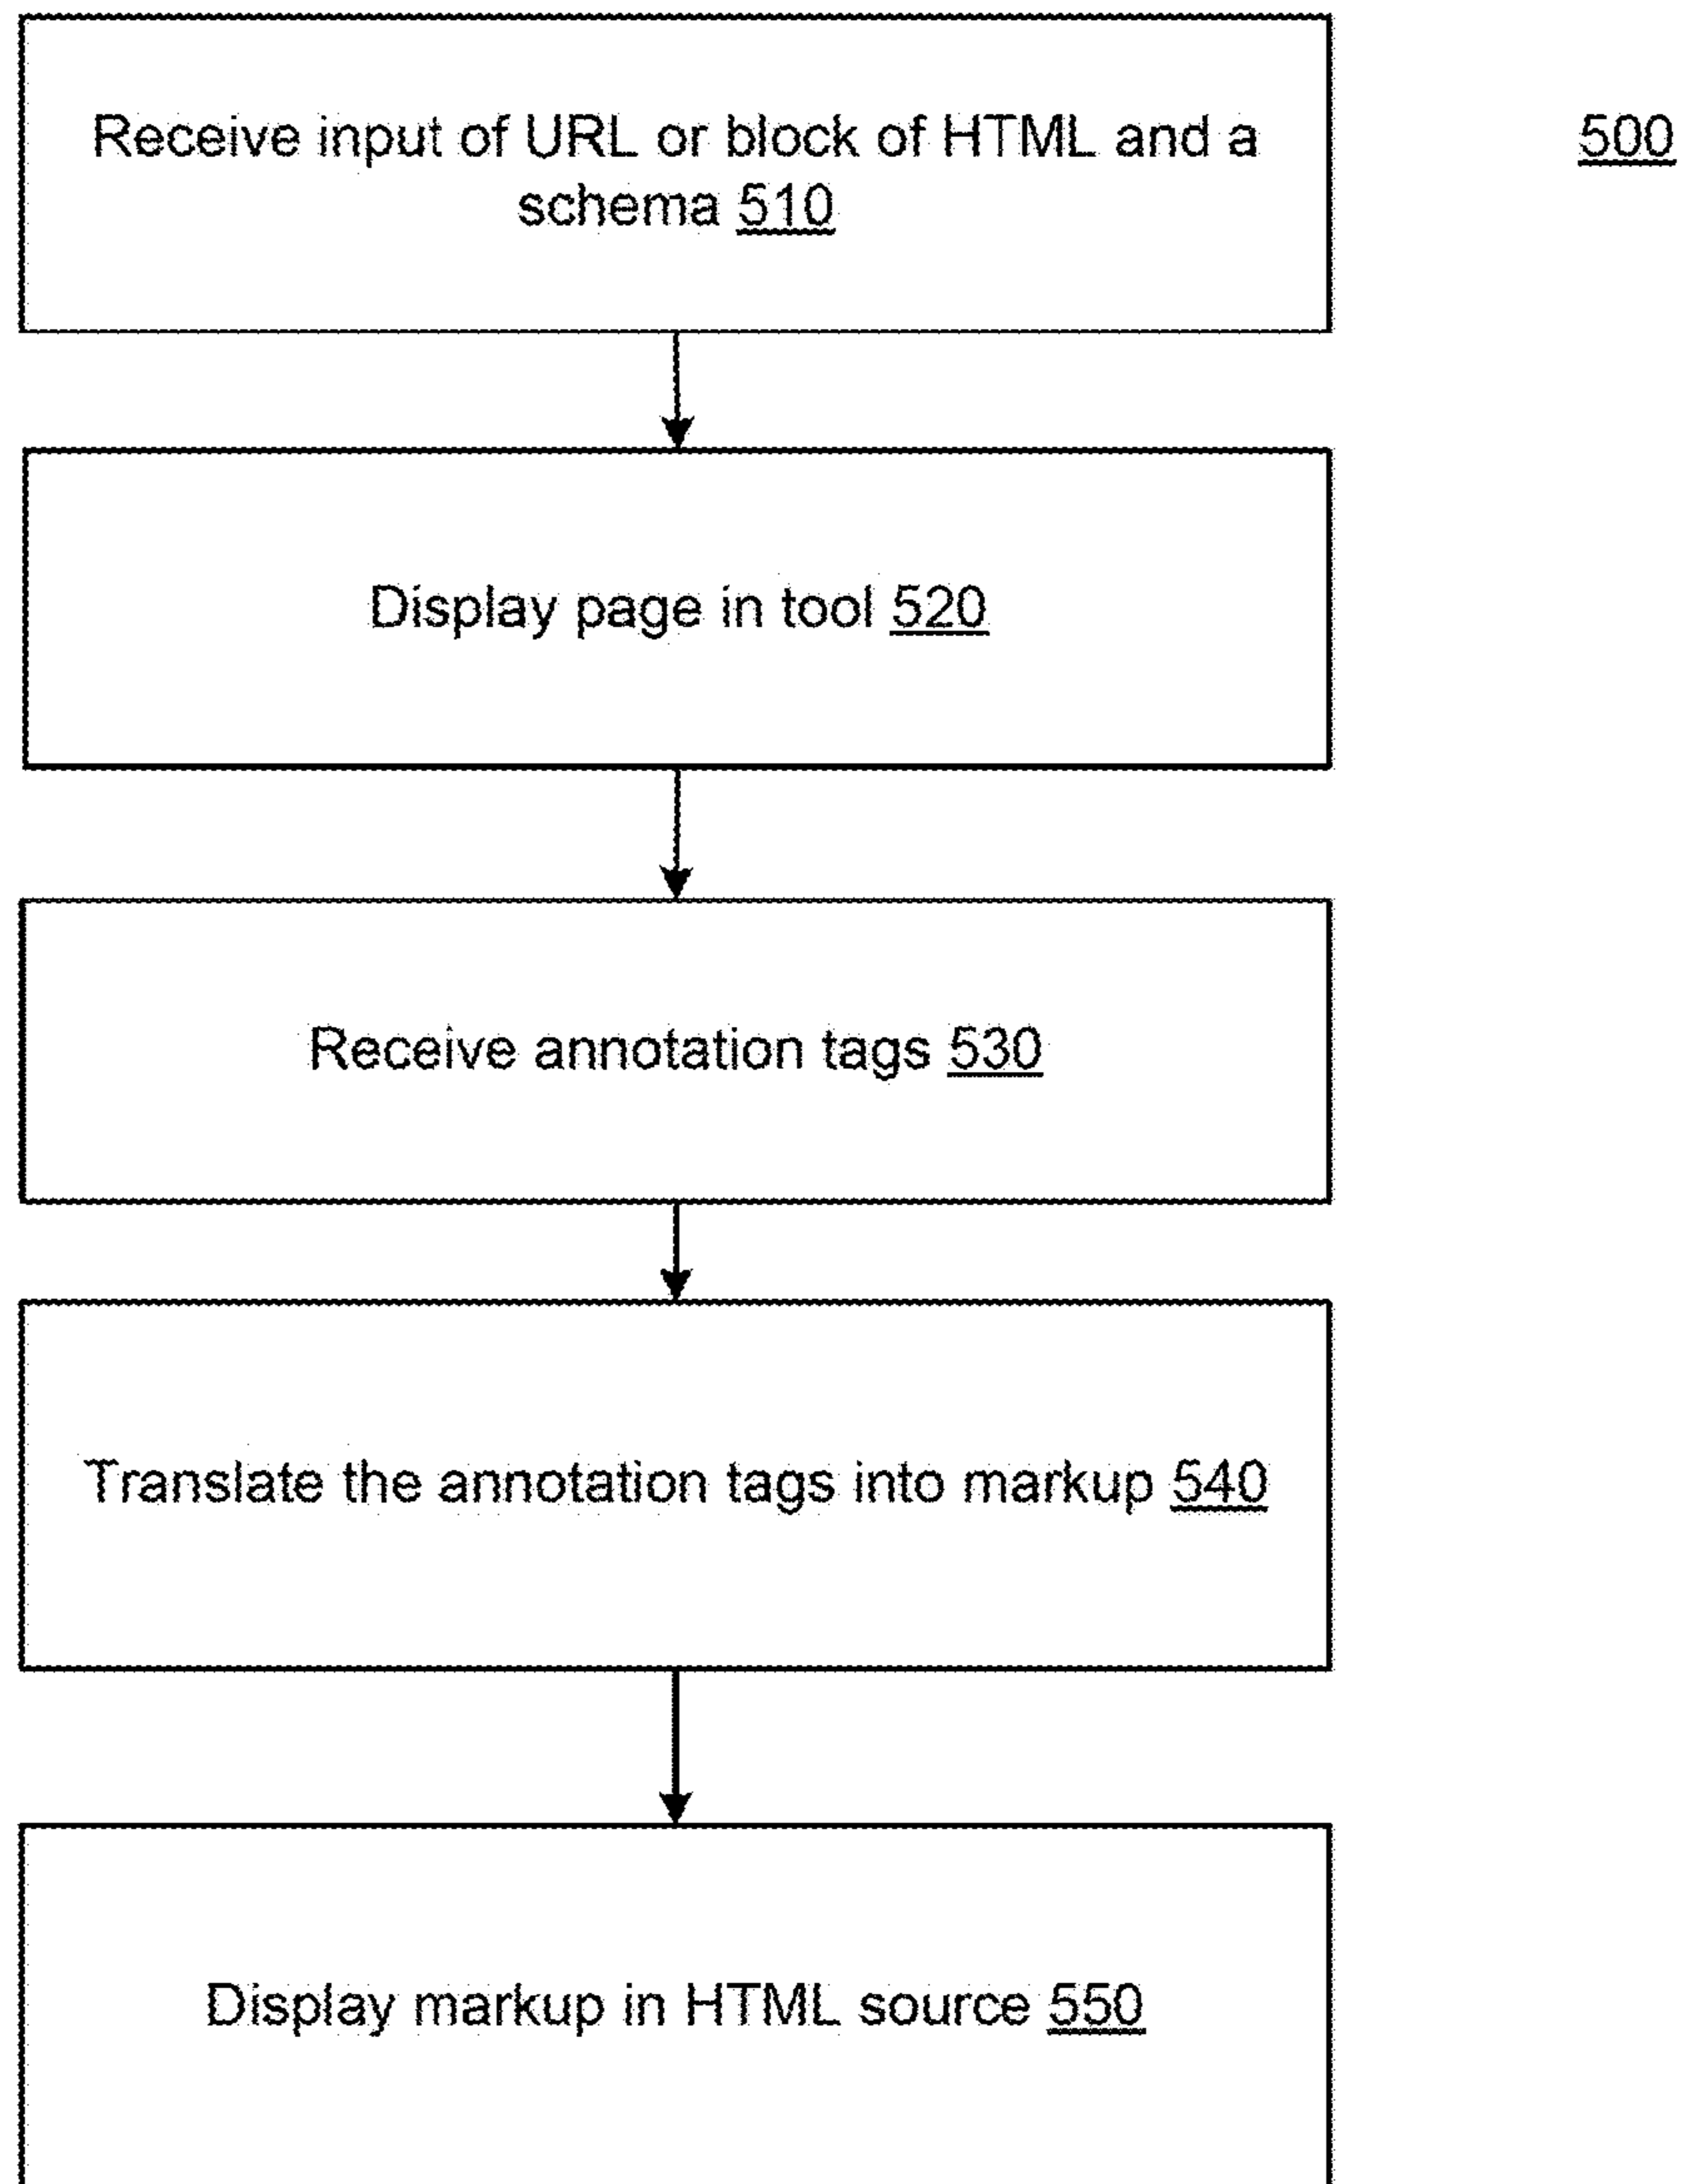 Receive input of URL or block of HTML and a
schema 510
500
Display page in tool 520
Receive annotation tags 530
Translate the annotation tags into markup 540
Display markup in HTML source 550